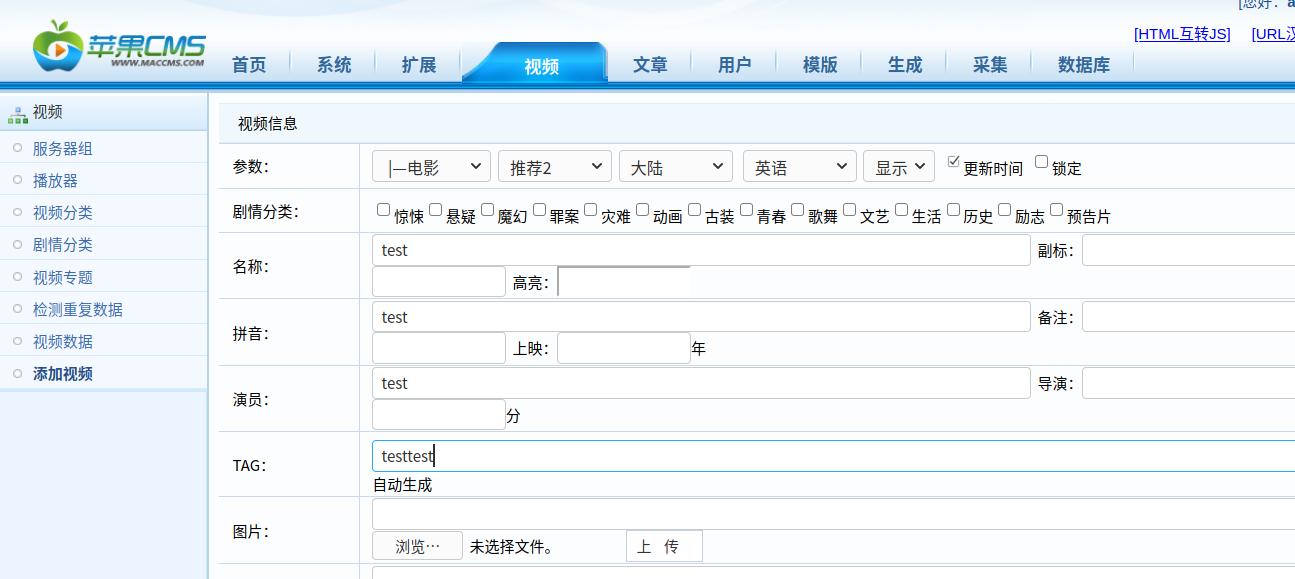 [您好：a
苹果CMS
WWW.MACCMS.COM
[HTML互转JS] [URL汉
首页 系统 扩展 视频 文章 用户 模版 生成 采集 数据库
视频
服务器组
播放器
视频分类
剧情分类
视频专题
检测重复数据
视频数据
添加视频
视频信息
参数： |—电影 推荐2 大陆 英语 显示 更新时间 锁定
剧情分类： 惊悚 悬疑 魔幻 罪案 灾难 动画 古装 青春 歌舞 文艺 生活 历史 励志 预告片
名称： test 副标：
高亮：
拼音： test 备注：
上映： 年
演员： test 导演：
分
TAG： testtest
自动生成
图片：
浏览… 未选择文件。 上 传